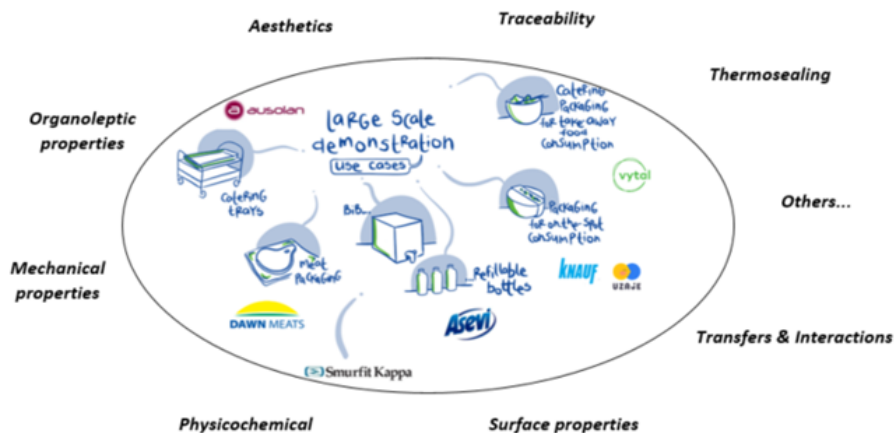 Aesthetics
Traceability
Thermosealing
Organoleptic
properties
ausolan
LARGE SCALE
demonstration
use cases
Catering
Packaging
for take away
food
Consumption
vytal
Others...
Catering
trays
B.i.B...
Packaging
for on-the-spot
Consumption
Mechanical
properties
Meat
Packaging
Refillable
bottles
KNAUF
UZAJE
DAWN MEATS
Asevi
Transfers & Interactions
Smurfit Kappa
Physicochemical
Surface properties